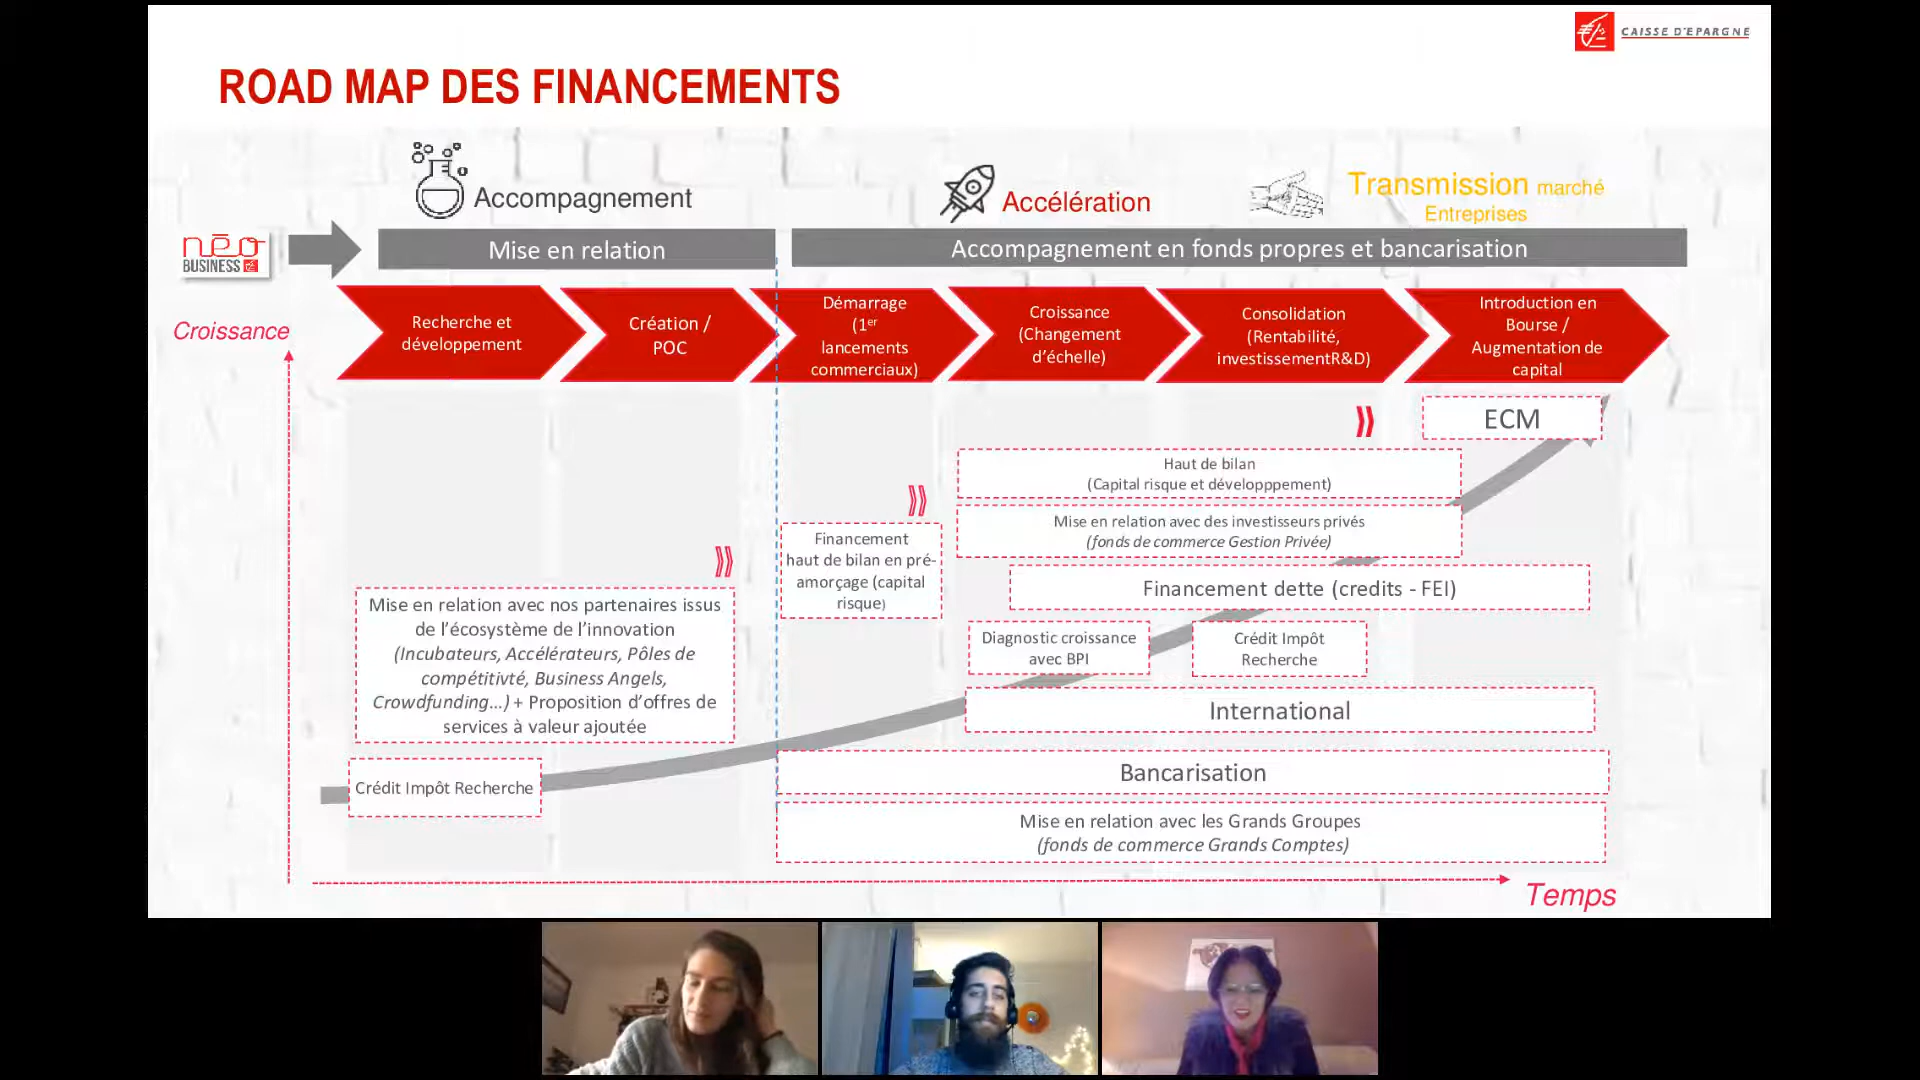 CAISSE D'EPARGNE
ROAD MAP DES FINANCEMENTS
Accompagnement
Accélération
Transmission marché
Entreprises
nēo
BUSINESS
Mise en relation
Accompagnement en fonds propres et bancarisation
Croissance
Recherche et
développement
Création /
POC
Démarrage
(1er
lancements
commerciaux)
Croissance
(Changement
d'échelle)
Consolidation
(Rentabilité,
investissementR&D)
Introduction en
Bourse /
Augmentation de
capital
ECM
Haut de bilan
(Capital risque et développpement)
Mise en relation avec des investisseurs privés
(fonds de commerce Gestion Privée)
Financement
haut de bilan en pré-
amorçage (capital
risque)
Financement dette (credits - FEI)
Mise en relation avec nos partenaires issus
de l'écosystème de l'innovation
(Incubateurs, Accélérateurs, Pôles de
compétitivté, Business Angels,
Crowdfunding...) + Proposition d'offres de
services à valeur ajoutée
Diagnostic croissance
avec BPI
Crédit Impôt
Recherche
International
Bancarisation
Crédit Impôt Recherche
Mise en relation avec les Grands Groupes
(fonds de commerce Grands Comptes)
Temps